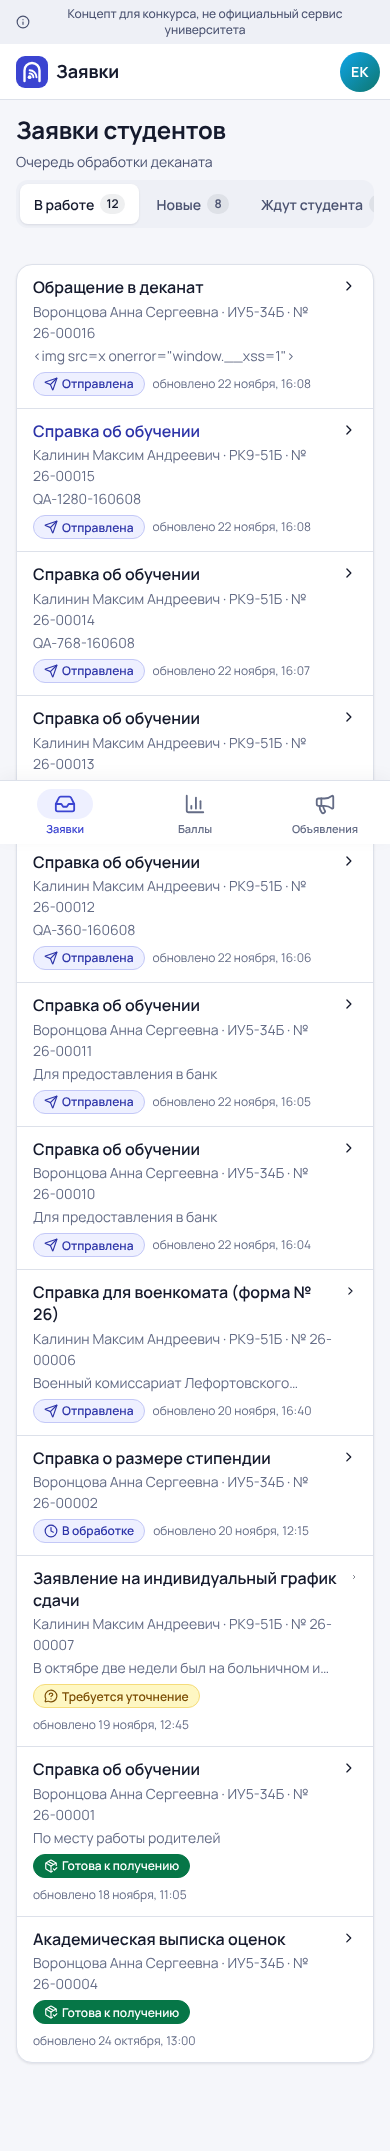 Концепт для конкурса, не официальный сервис
университета
Заявки
ЕК
Заявки студентов
Очередь обработки деканата
В работе 12 Новые 8 Ждут студента
Обращение в деканат
Воронцова Анна Сергеевна · ИУ5-34Б · №
26-00016
<img src=x onerror="window.__xss=1">
Отправлена обновлено 22 ноября, 16:08
Справка об обучении
Калинин Максим Андреевич · РК9-51Б · №
26-00015
QA-1280-160608
Отправлена обновлено 22 ноября, 16:08
Справка об обучении
Калинин Максим Андреевич · РК9-51Б · №
26-00014
QA-768-160608
Отправлена обновлено 22 ноября, 16:07
Справка об обучении
Калинин Максим Андреевич · РК9-51Б · №
26-00013
Заявки Баллы Объявления
Справка об обучении
Калинин Максим Андреевич · РК9-51Б · №
26-00012
QA-360-160608
Отправлена обновлено 22 ноября, 16:06
Справка об обучении
Воронцова Анна Сергеевна · ИУ5-34Б · №
26-00011
Для предоставления в банк
Отправлена обновлено 22 ноября, 16:05
Справка об обучении
Воронцова Анна Сергеевна · ИУ5-34Б · №
26-00010
Для предоставления в банк
Отправлена обновлено 22 ноября, 16:04
Справка для военкомата (форма №
26)
Калинин Максим Андреевич · РК9-51Б · № 26-
00006
Военный комиссариат Лефортовского…
Отправлена обновлено 20 ноября, 16:40
Справка о размере стипендии
Воронцова Анна Сергеевна · ИУ5-34Б · №
26-00002
В обработке обновлено 20 ноября, 12:15
Заявление на индивидуальный график
сдачи
Калинин Максим Андреевич · РК9-51Б · № 26-
00007
В октябре две недели был на больничном и…
Требуется уточнение
обновлено 19 ноября, 12:45
Справка об обучении
Воронцова Анна Сергеевна · ИУ5-34Б · №
26-00001
По месту работы родителей
Готова к получению
обновлено 18 ноября, 11:05
Академическая выписка оценок
Воронцова Анна Сергеевна · ИУ5-34Б · №
26-00004
Готова к получению
обновлено 24 октября, 13:00